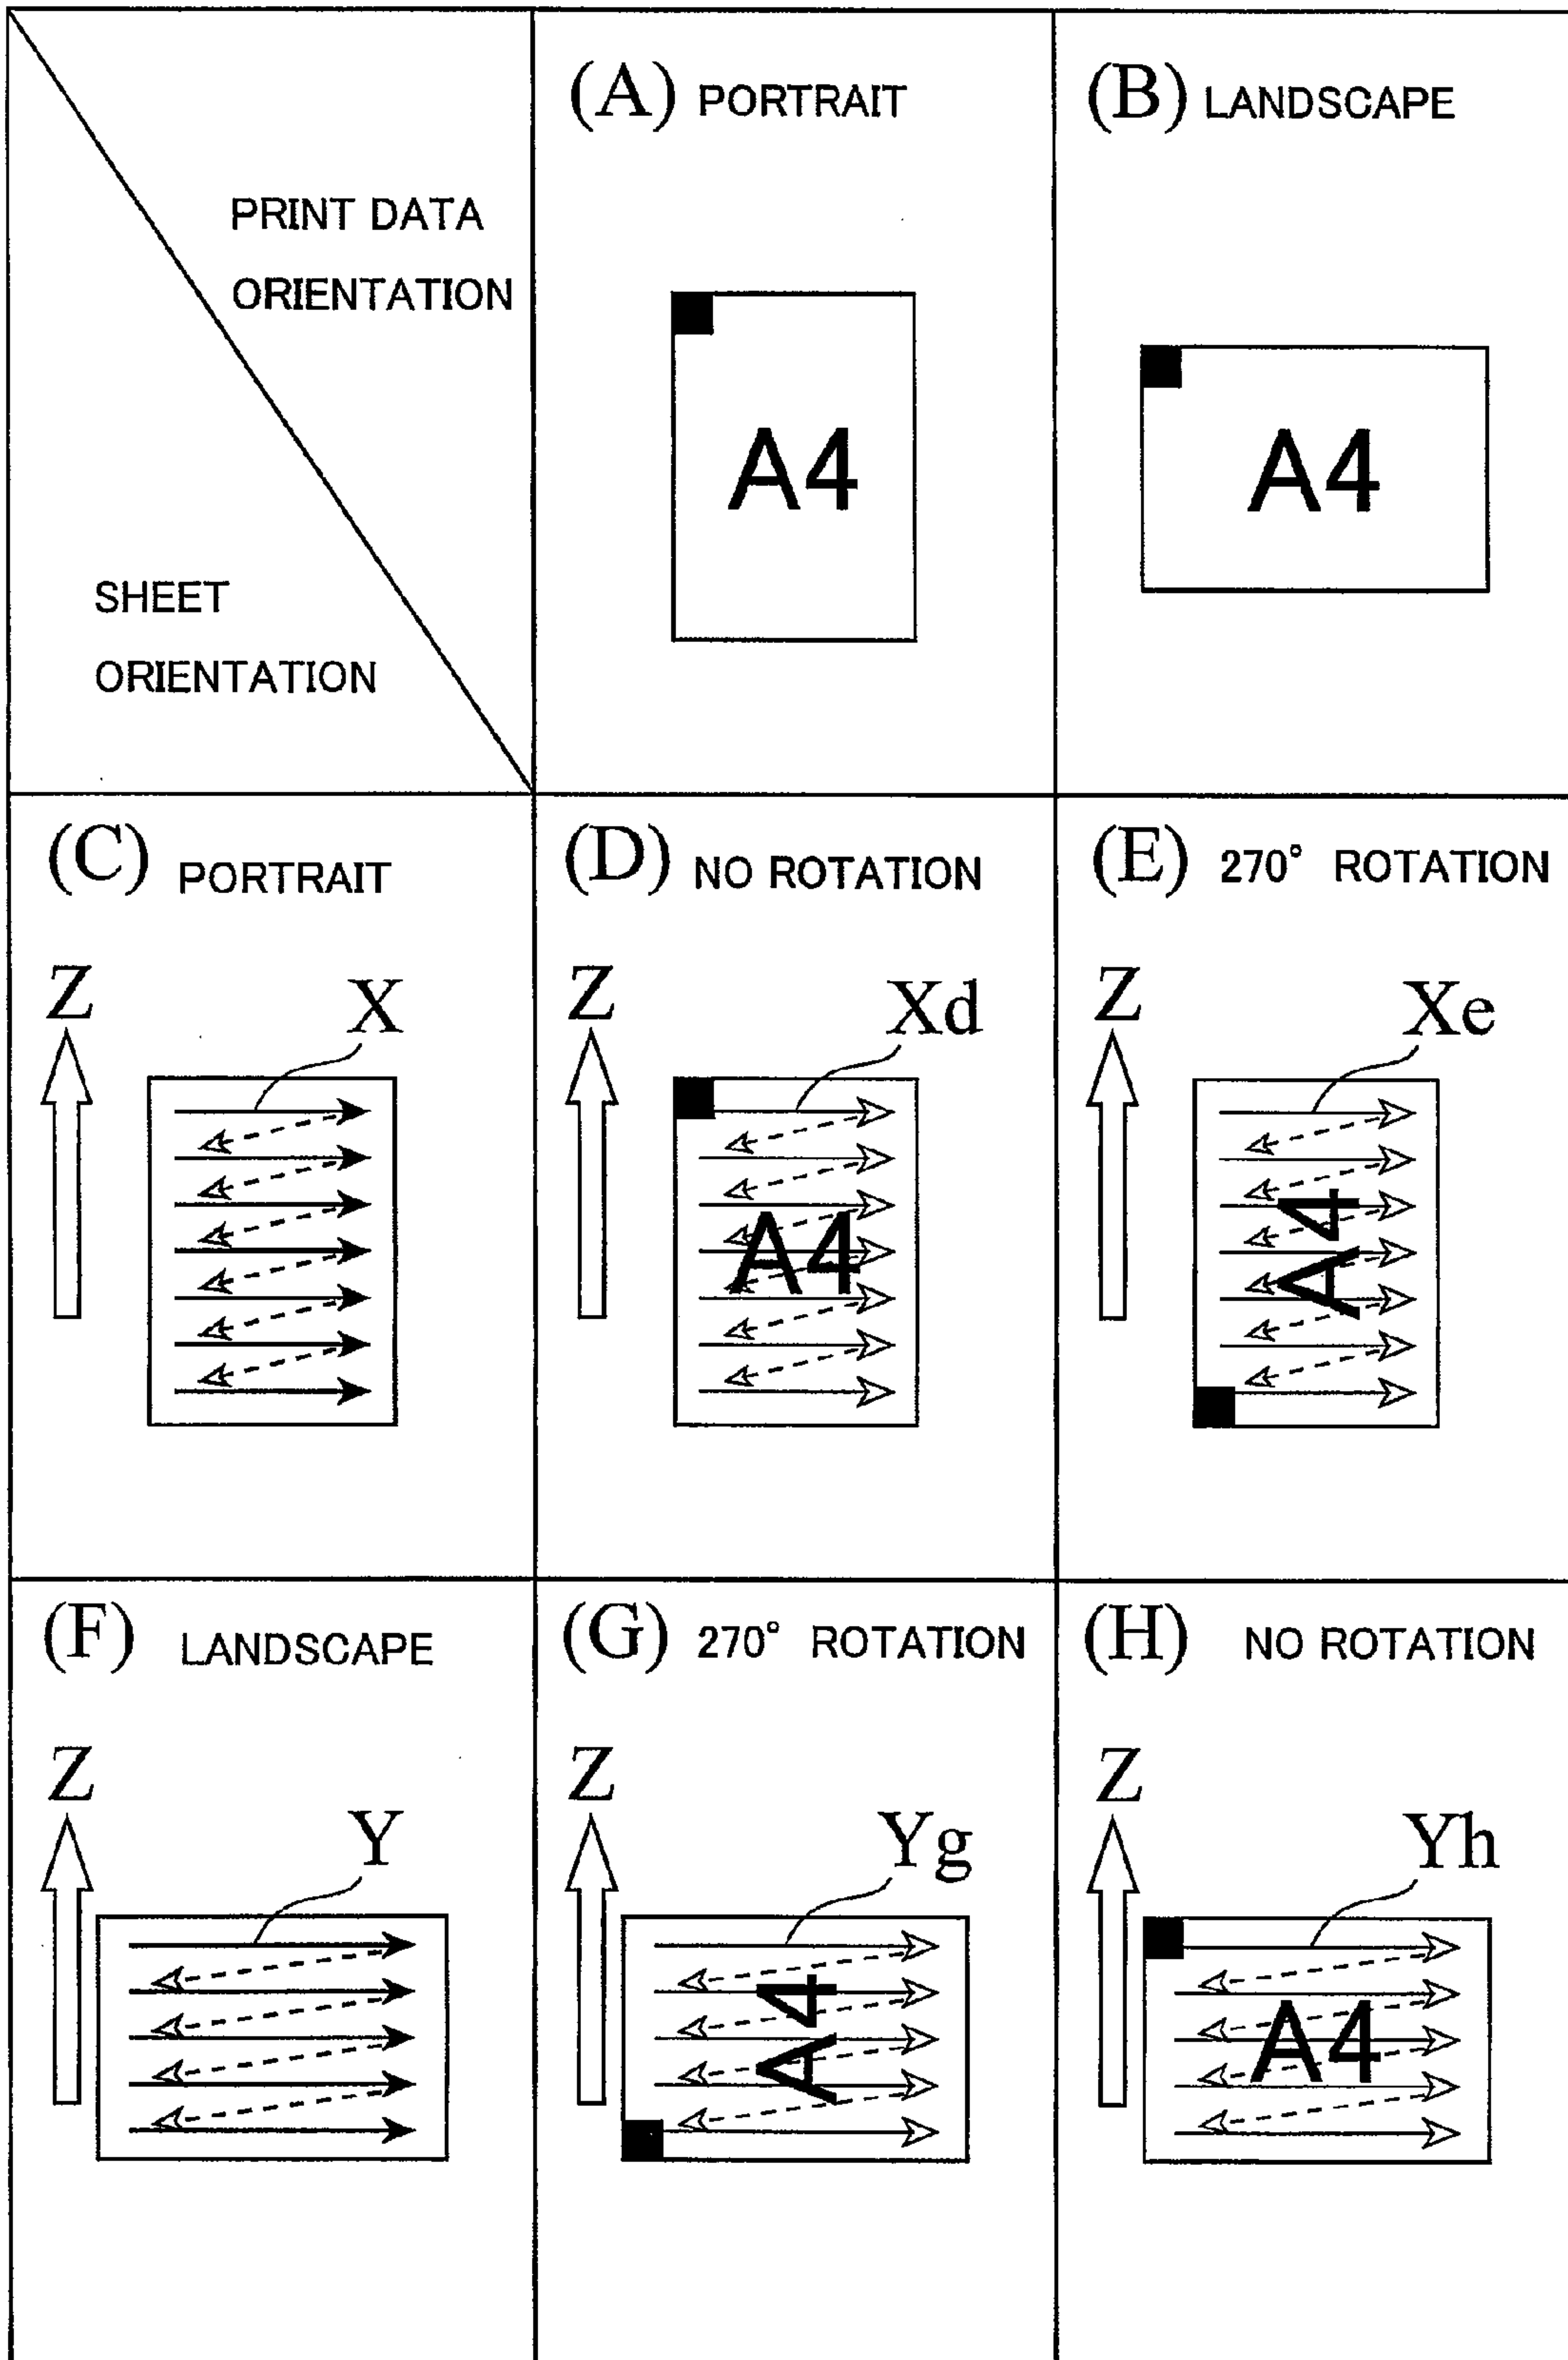 PRINT DATA
ORIENTATION
SHEET
ORIENTATION
(A) PORTRAIT
A4
(B) LANDSCAPE
A4
(C) PORTRAIT
Z
X
(D) NO ROTATION
Z
Xd
A4
(E) 270° ROTATION
Z
Xe
A4
(F) LANDSCAPE
Z
Y
(G) 270° ROTATION
Z
Yg
A4
(H) NO ROTATION
Z
Yh
A4